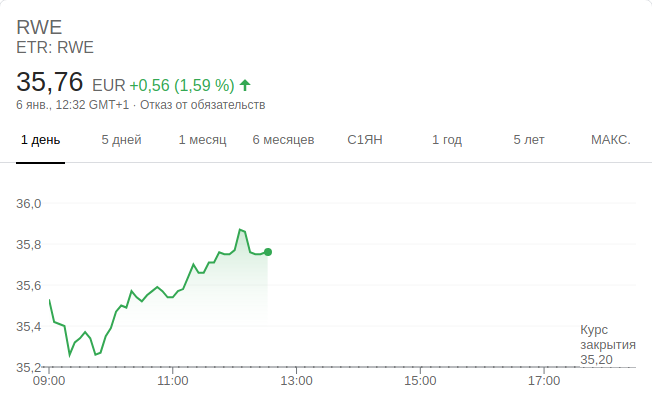 RWE
ETR: RWE
35,76 EUR +0,56 (1,59 %)
6 янв., 12:32 GMT+1 · Отказ от обязательств
1 день 5 дней 1 месяц 6 месяцев С1ЯН 1 год 5 лет МАКС.
36,0
35,8
35,6
35,4
35,2
Курс
закрытия
35,20
09:00 11:00 13:00 15:00 17:00